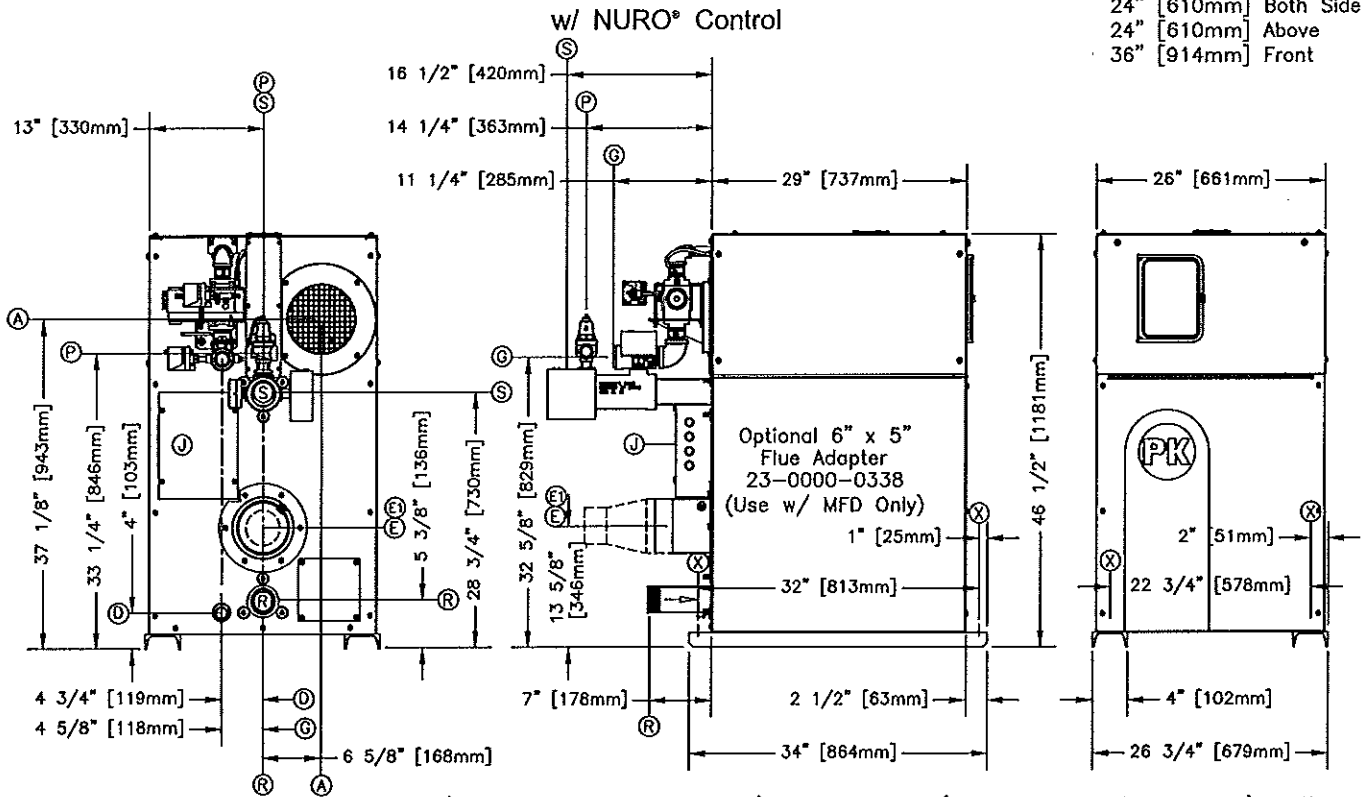 w/ NURO® Control
24" [610mm] Both Side
24" [610mm] Above
36" [914mm] Front
S
16 1/2" [420mm]
P
S
P
13" [330mm]
14 1/4" [363mm]
G
11 1/4" [285mm]
29" [737mm]
26" [661mm]
A
P
G
S
S
J
J
37 1/8" [943mm]
33 1/4" [846mm]
4" [103mm]
5 3/8" [136mm]
28 3/4" [730mm]
32 5/8" [829mm]
13 5/8"
[346mm]
46 1/2" [1181mm]
Optional 6" x 5"
Flue Adapter
23-0000-0338
(Use w/ MFD Only)
PK
E1
E
E1
E
X
1" [25mm]
X
2" [51mm]
X
X
32" [813mm]
22 3/4" [578mm]
D
R
R
4 3/4" [119mm]
D
7" [178mm]
2 1/2" [63mm]
4" [102mm]
4 5/8" [118mm]
G
R
6 5/8" [168mm]
34" [864mm]
26 3/4" [679mm]
R
A